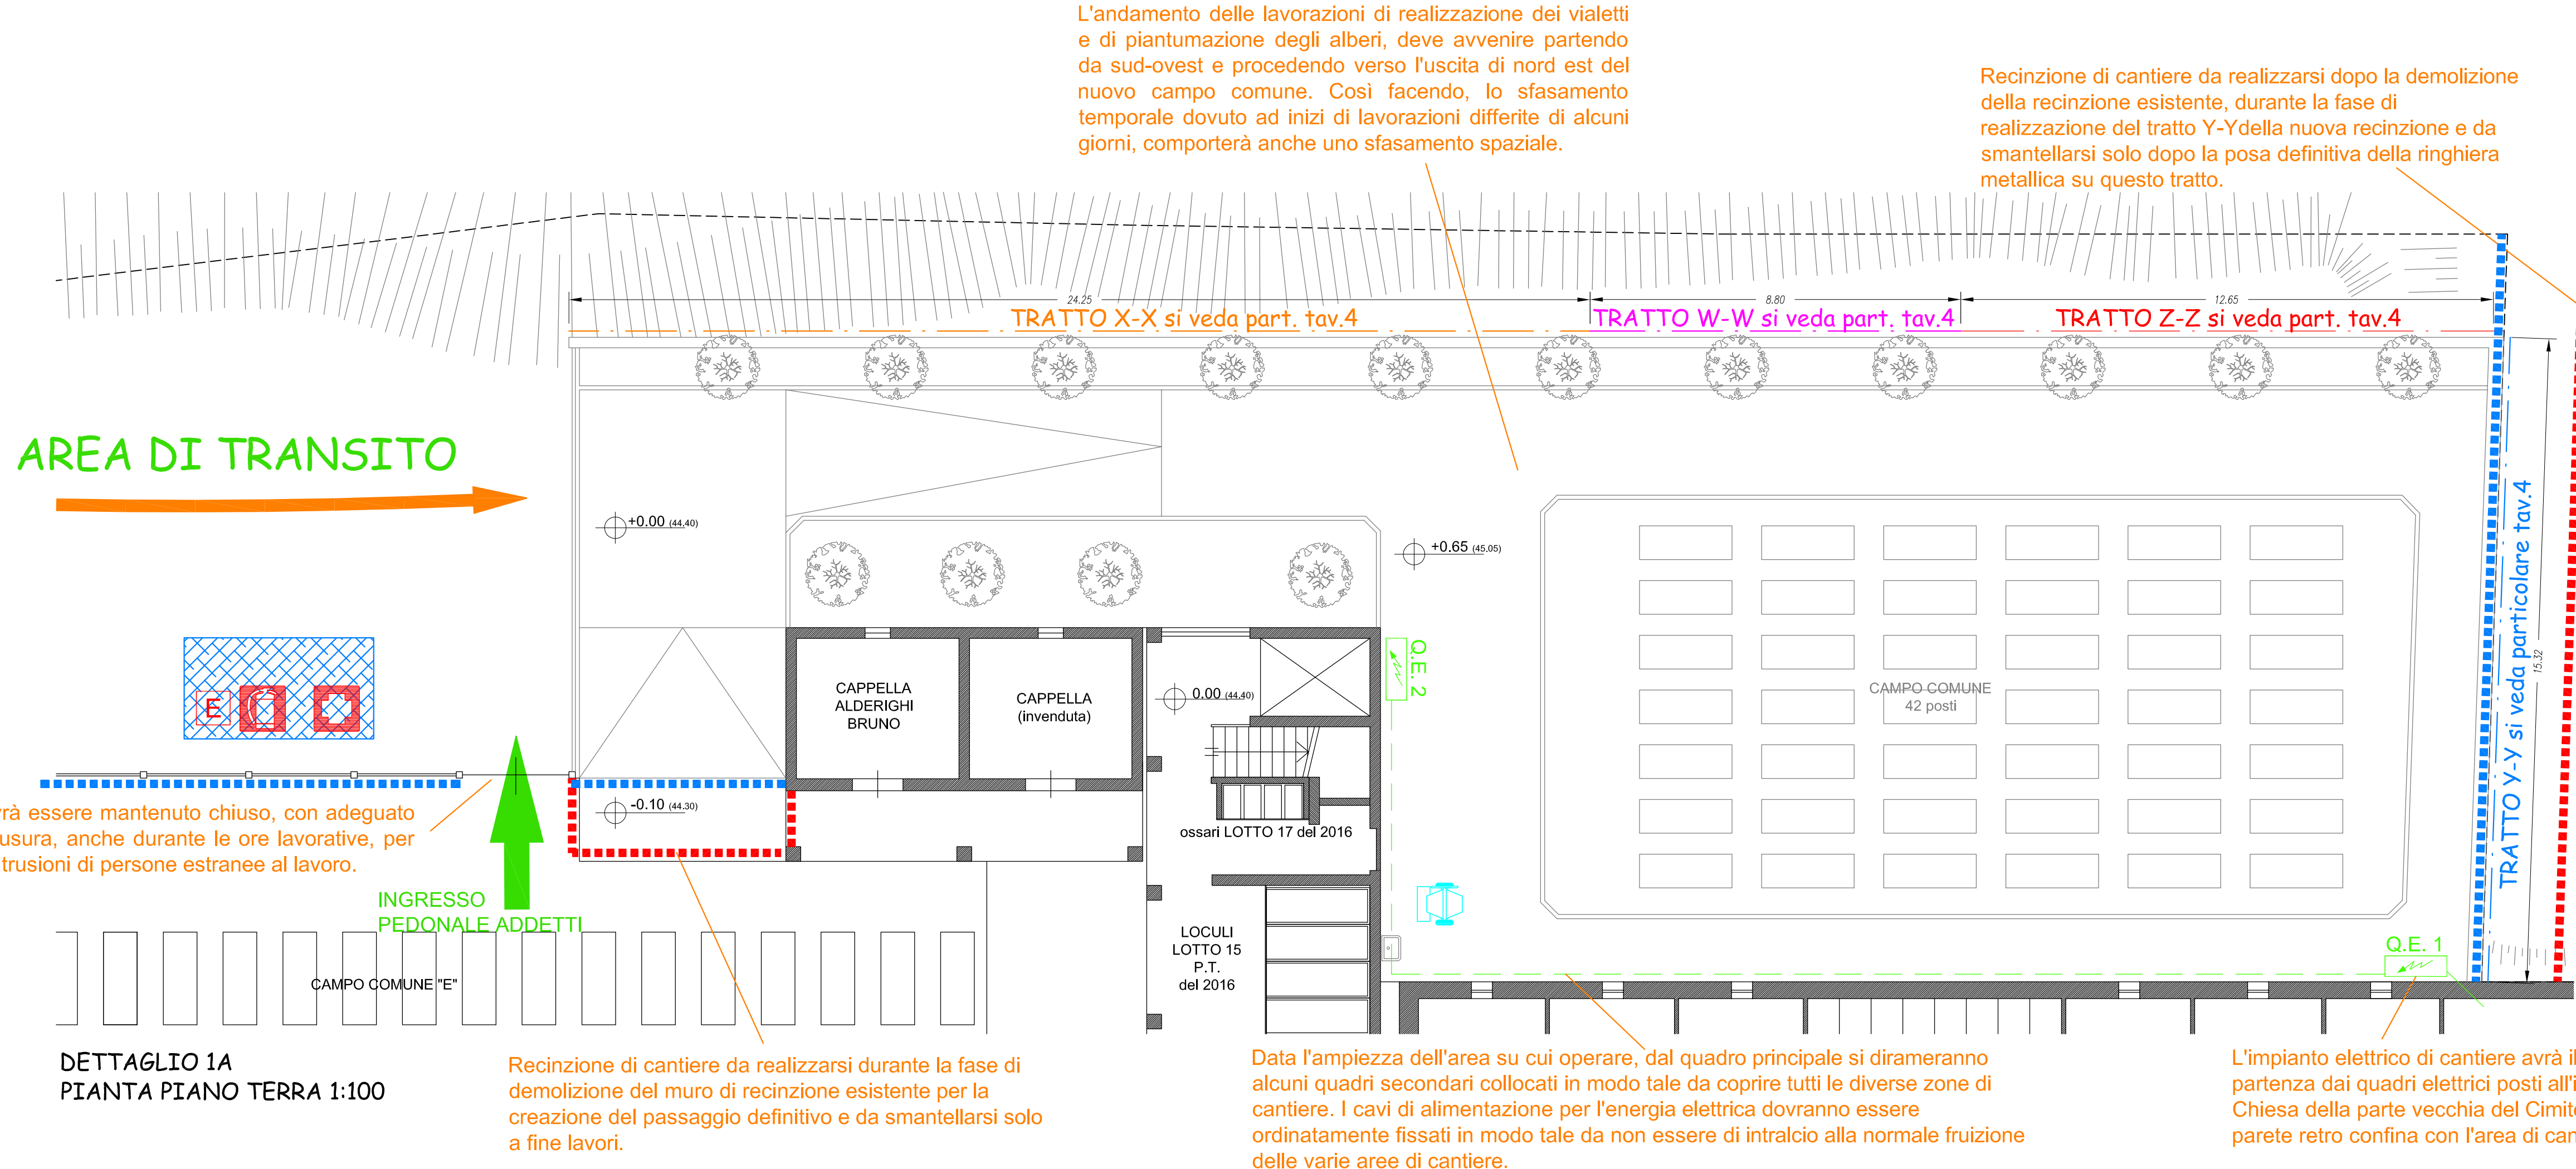 L'andamento delle lavorazioni di realizzazione dei vialetti
e di piantumazione degli alberi, deve avvenire partendo
da sud-ovest e procedendo verso l'uscita di nord est del
nuovo campo comune. Così facendo, lo sfasamento
temporale dovuto ad inizi di lavorazioni differite di alcuni
giorni, comporterà anche uno sfasamento spaziale.
Recinzione di cantiere da realizzarsi dopo la demolizione
della recinzione esistente, durante la fase di
realizzazione del tratto Y-Ydella nuova recinzione e da
smantellarsi solo dopo la posa definitiva della ringhiera
metallica su questo tratto.
24.25
8.80
12.65
TRATTO X-X si veda part. tav.4
TRATTO W-W si veda part. tav.4
TRATTO Z-Z si veda part. tav.4
AREA DI TRANSITO
+0.00 (44.40)
+0.65 (45.05)
TRATTO Y-Y si veda particolare tav.4
15.32
E
CAPPELLA
ALDERIGHI
BRUNO
CAPPELLA
(invenduta)
0.00 (44.40)
Q.E. 2
CAMPO COMUNE
42 posti
-0.10 (44.30)
ossari LOTTO 17 del 2016
essere mantenuto chiuso, con adeguato
anche durante le ore lavorative, per
di persone estranee al lavoro.
INGRESSO
PEDONALE ADDETTI
LOCULI
LOTTO 15
P.T.
del 2016
Q.E. 1
CAMPO COMUNE "E"
DETTAGLIO 1A
PIANTA PIANO TERRA 1:100
Recinzione di cantiere da realizzarsi durante la fase di
demolizione del muro di recinzione esistente per la
creazione del passaggio definitivo e da smantellarsi solo
a fine lavori.
Data l'ampiezza dell'area su cui operare, dal quadro principale si dirameranno
alcuni quadri secondari collocati in modo tale da coprire tutti le diverse zone di
cantiere. I cavi di alimentazione per l'energia elettrica dovranno essere
ordinatamente fissati in modo tale da non essere di intralcio alla normale fruizione
delle varie aree di cantiere.
L'impianto elettrico di cantiere avrà
partenza dai quadri elettrici posti
Chiesa della parte vecchia del
parete retro confina con l'area di